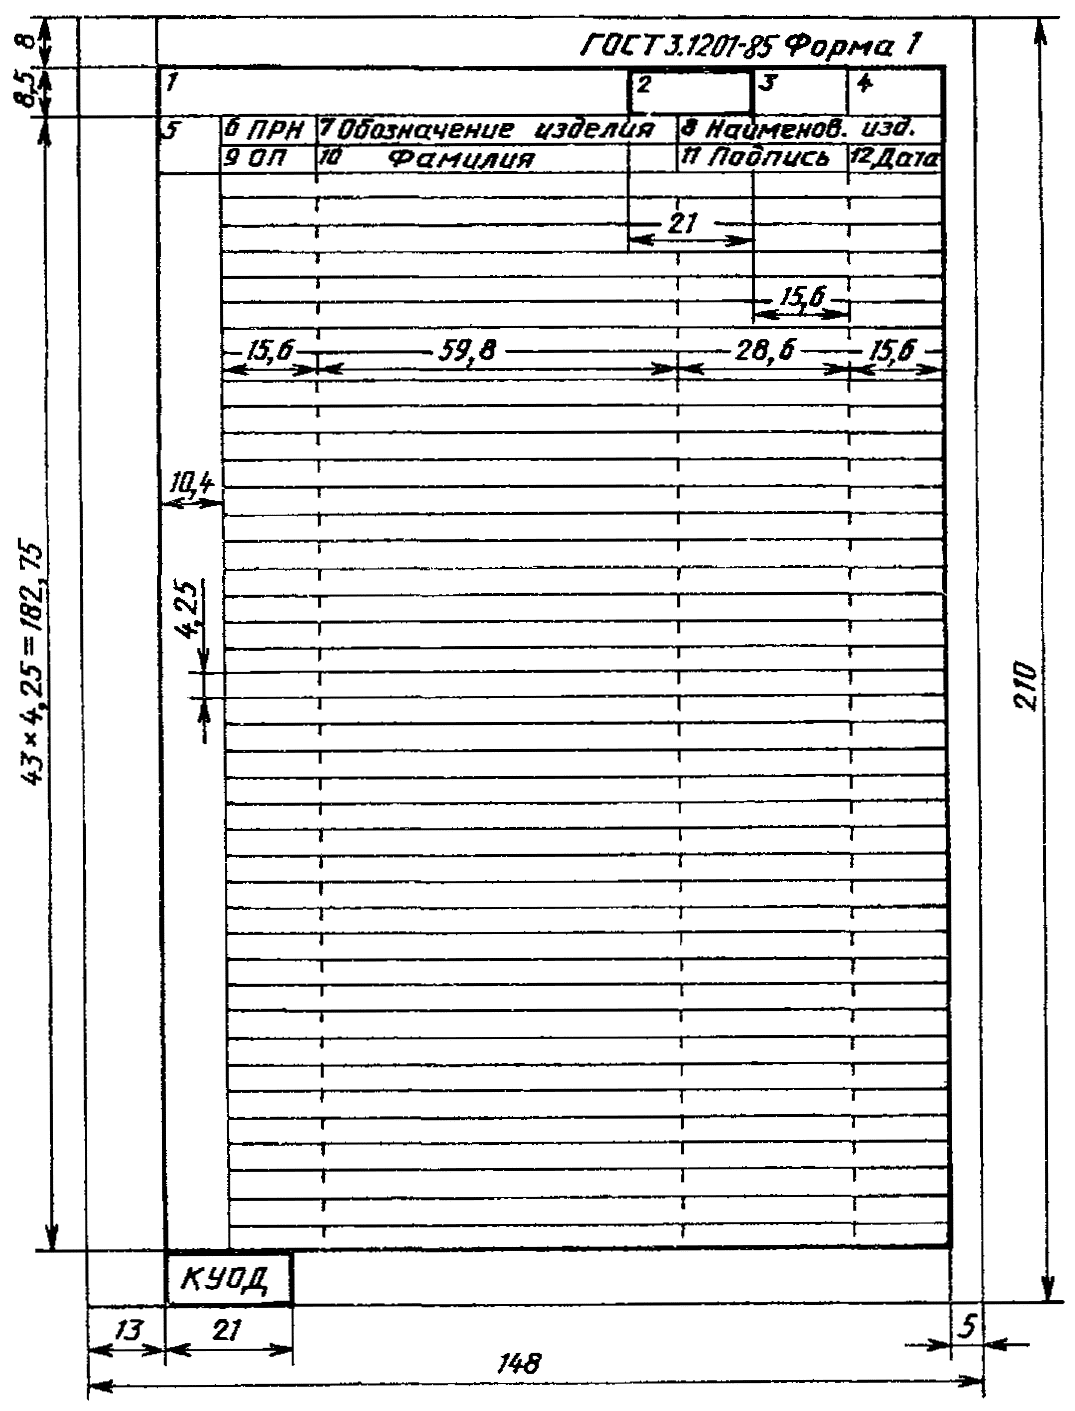 8
ГОСТ 3.1201-85 Форма 1
8,5
1 2 3 4
5 6 ПРН 7 Обозначение изделия 8 Наименов. изд.
9 ОП 10 Фамилия 11 Подпись 12 Дата
21
15,6
15,6 59,8 28,6 15,6
10,4
4,25
43 × 4,25 = 182,75
210
КУОД
13 21 5
148